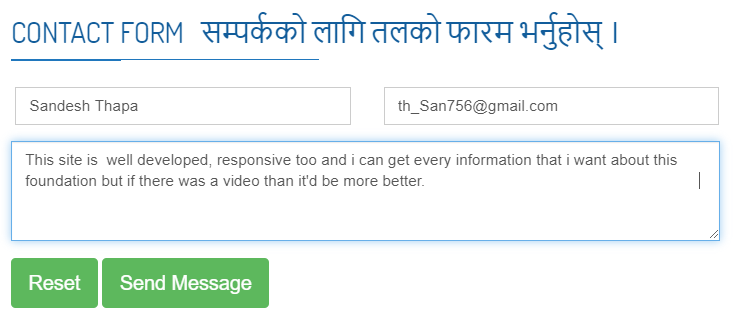 CONTACT FORM सम्पर्कको लागि तलको फारम भर्नुहोस् ।
Sandesh Thapa th_San756@gmail.com
This site is  well developed, responsive too and i can get every information that i want about this
foundation but if there was a video than it'd be more better.
Reset Send Message